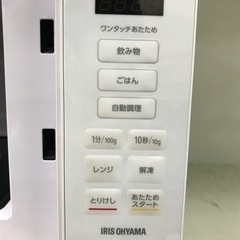 ワンタッチあたため
飲み物
ごはん
自動調理
1分/100g 10秒/10g
レンジ 解凍
とりけし あたためスタート
IRIS OHYAMA